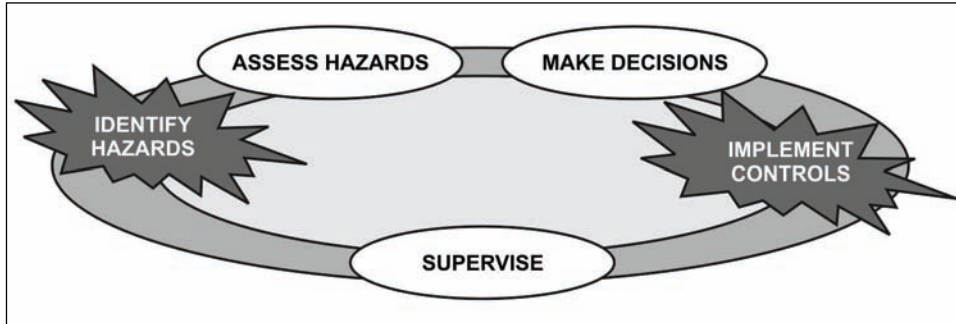 ASSESS HAZARDS
MAKE DECISIONS
IDENTIFY
HAZARDS
IMPLEMENT
CONTROLS
SUPERVISE